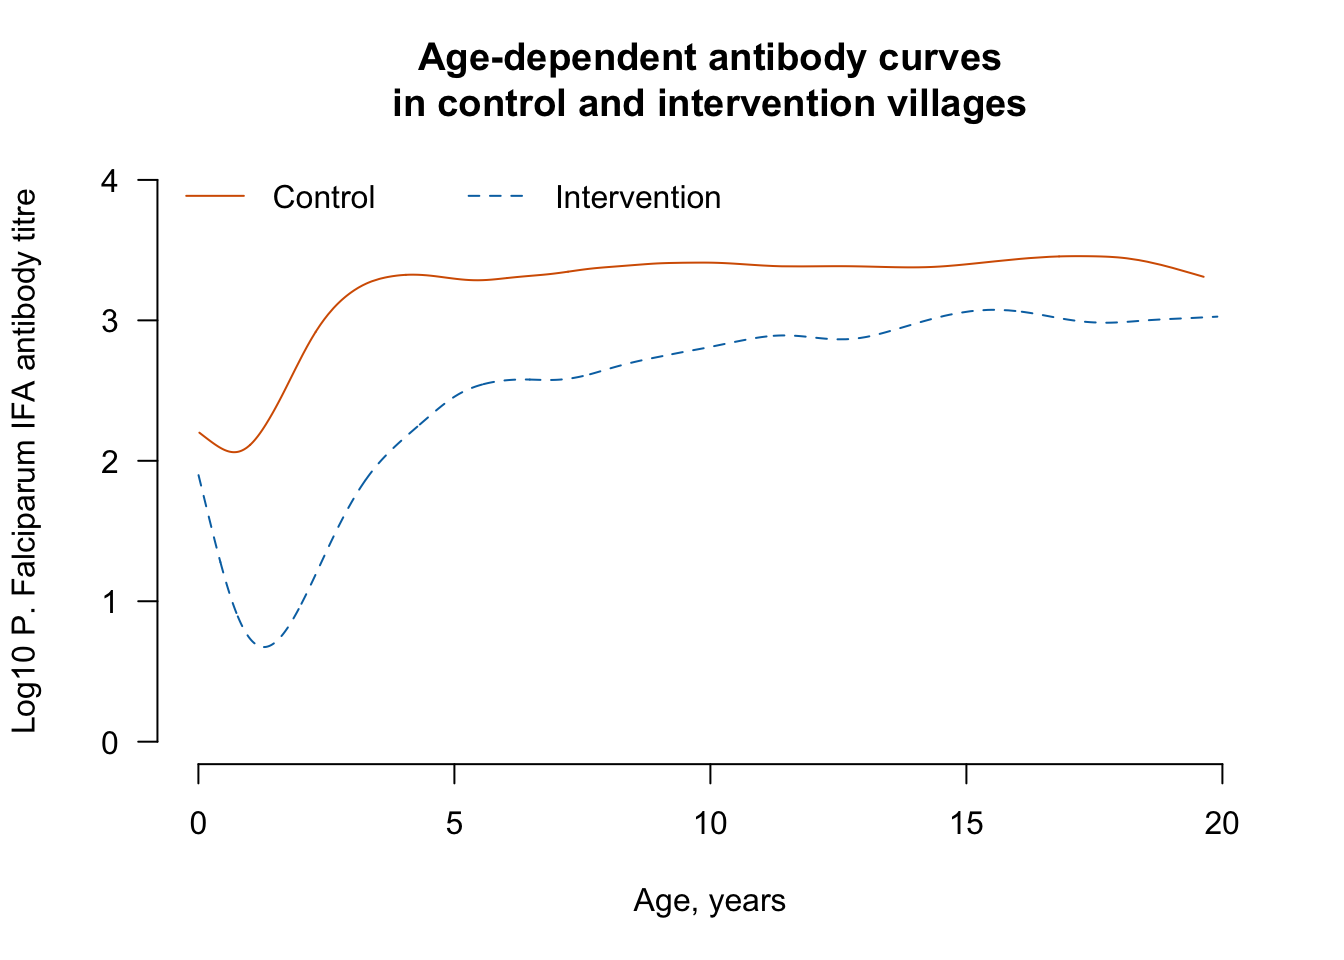 Age-dependent antibody curves
in control and intervention villages
Control
Intervention
Log10 P. Falciparum IFA antibody titre
4
3
2
1
0
0
5
10
15
20
Age, years